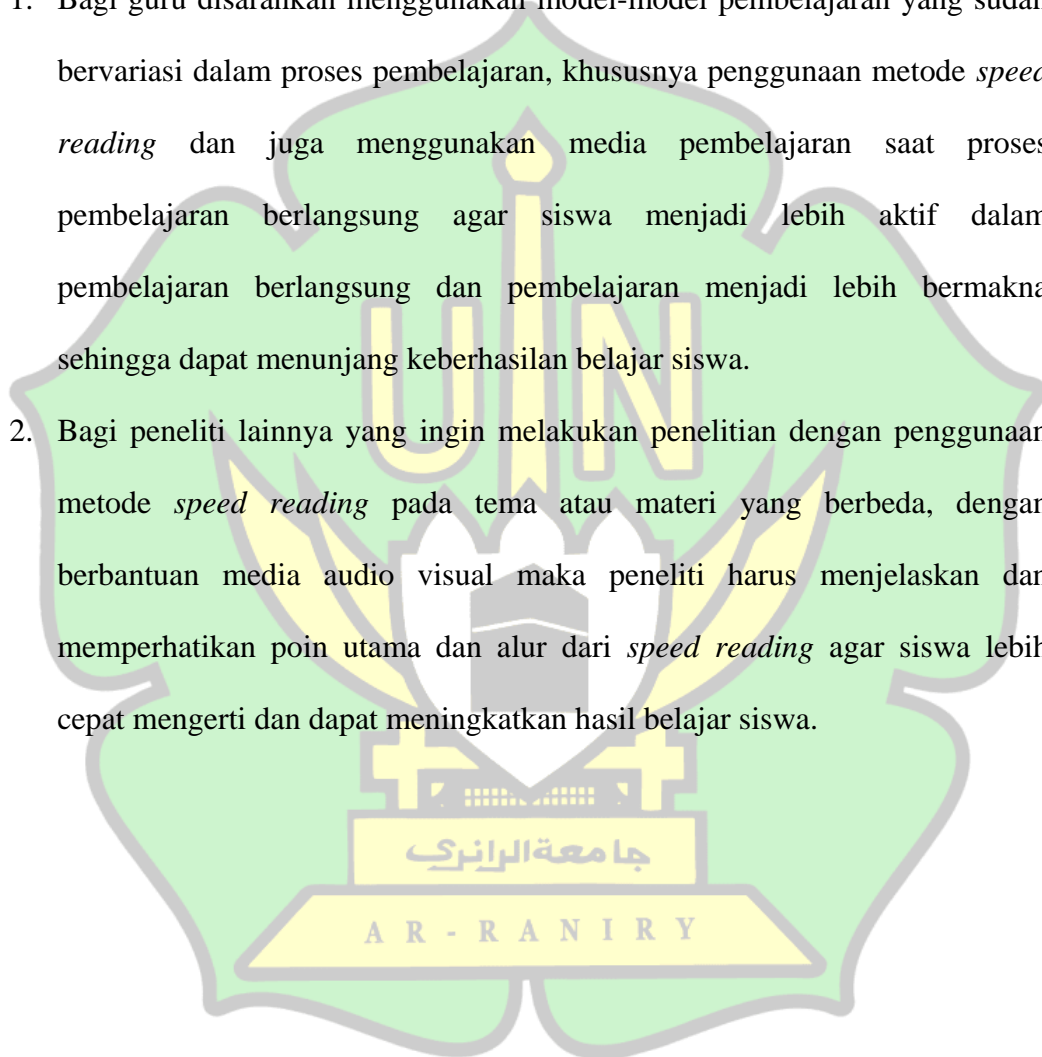 1. Bagi guru disarankan menggunakan model-model pembelajaran yang sudah
bervariasi dalam proses pembelajaran, khususnya penggunaan metode speed
reading dan juga menggunakan media pembelajaran saat proses
pembelajaran berlangsung agar siswa menjadi lebih aktif dalam
pembelajaran berlangsung dan pembelajaran menjadi lebih bermakna
sehingga dapat menunjang keberhasilan belajar siswa.
2. Bagi peneliti lainnya yang ingin melakukan penelitian dengan penggunaan
metode speed reading pada tema atau materi yang berbeda, dengan
berbantuan media audio visual maka peneliti harus menjelaskan dan
memperhatikan poin utama dan alur dari speed reading agar siswa lebih
cepat mengerti dan dapat meningkatkan hasil belajar siswa.
UIN
جامعةالرانري
AR-RANIRY